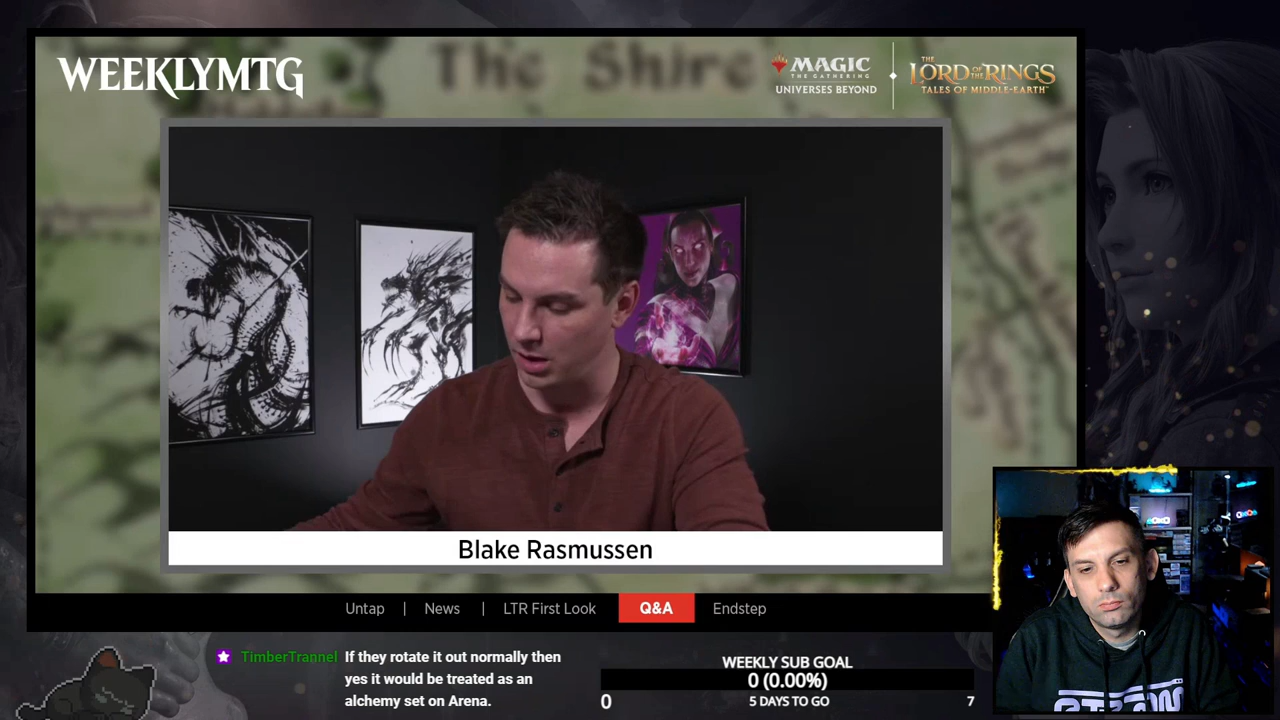 WEEKLYMTG
The Shire
MAGIC
THE GATHERING
UNIVERSES BEYOND
THE
LORD OF THE RINGS
TALES OF MIDDLE-EARTH
Blake Rasmussen
Untap | News | LTR First Look Q&A Endstep
TimberTrannel If they rotate it out normally then
yes it would be treated as an
alchemy set on Arena.
WEEKLY SUB GOAL
0 (0.00%)
0 5 DAYS TO GO 7